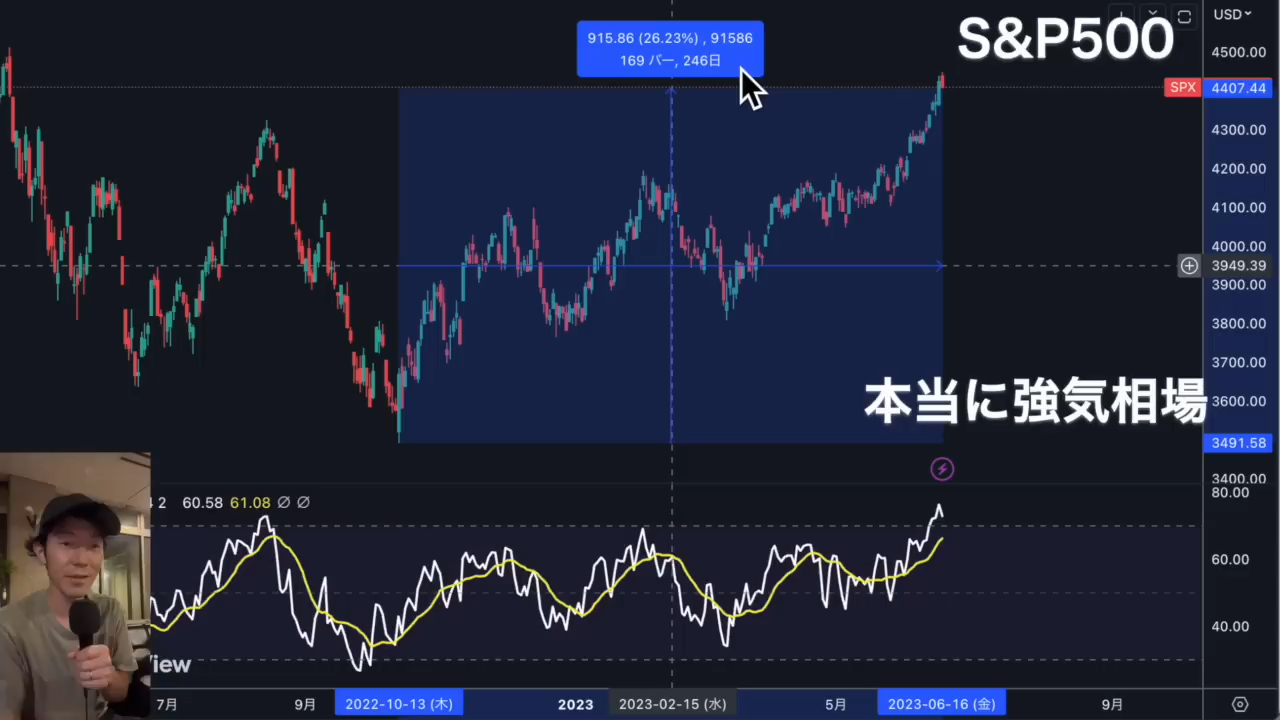 915.86 (26.23%) , 91586
169 バー, 246日
S&P500
USD
4500.00
SPX
4407.44
4300.00
4200.00
4100.00
4000.00
3949.39
3900.00
3800.00
3700.00
本当に強気相場
3600.00
3491.58
3400.00
2 60.58 61.08 ∅ ∅
80.00
60.00
40.00
View
7月
9月
2022-10-13 (木)
2023
2023-02-15 (水)
5月
2023-06-16 (金)
9月